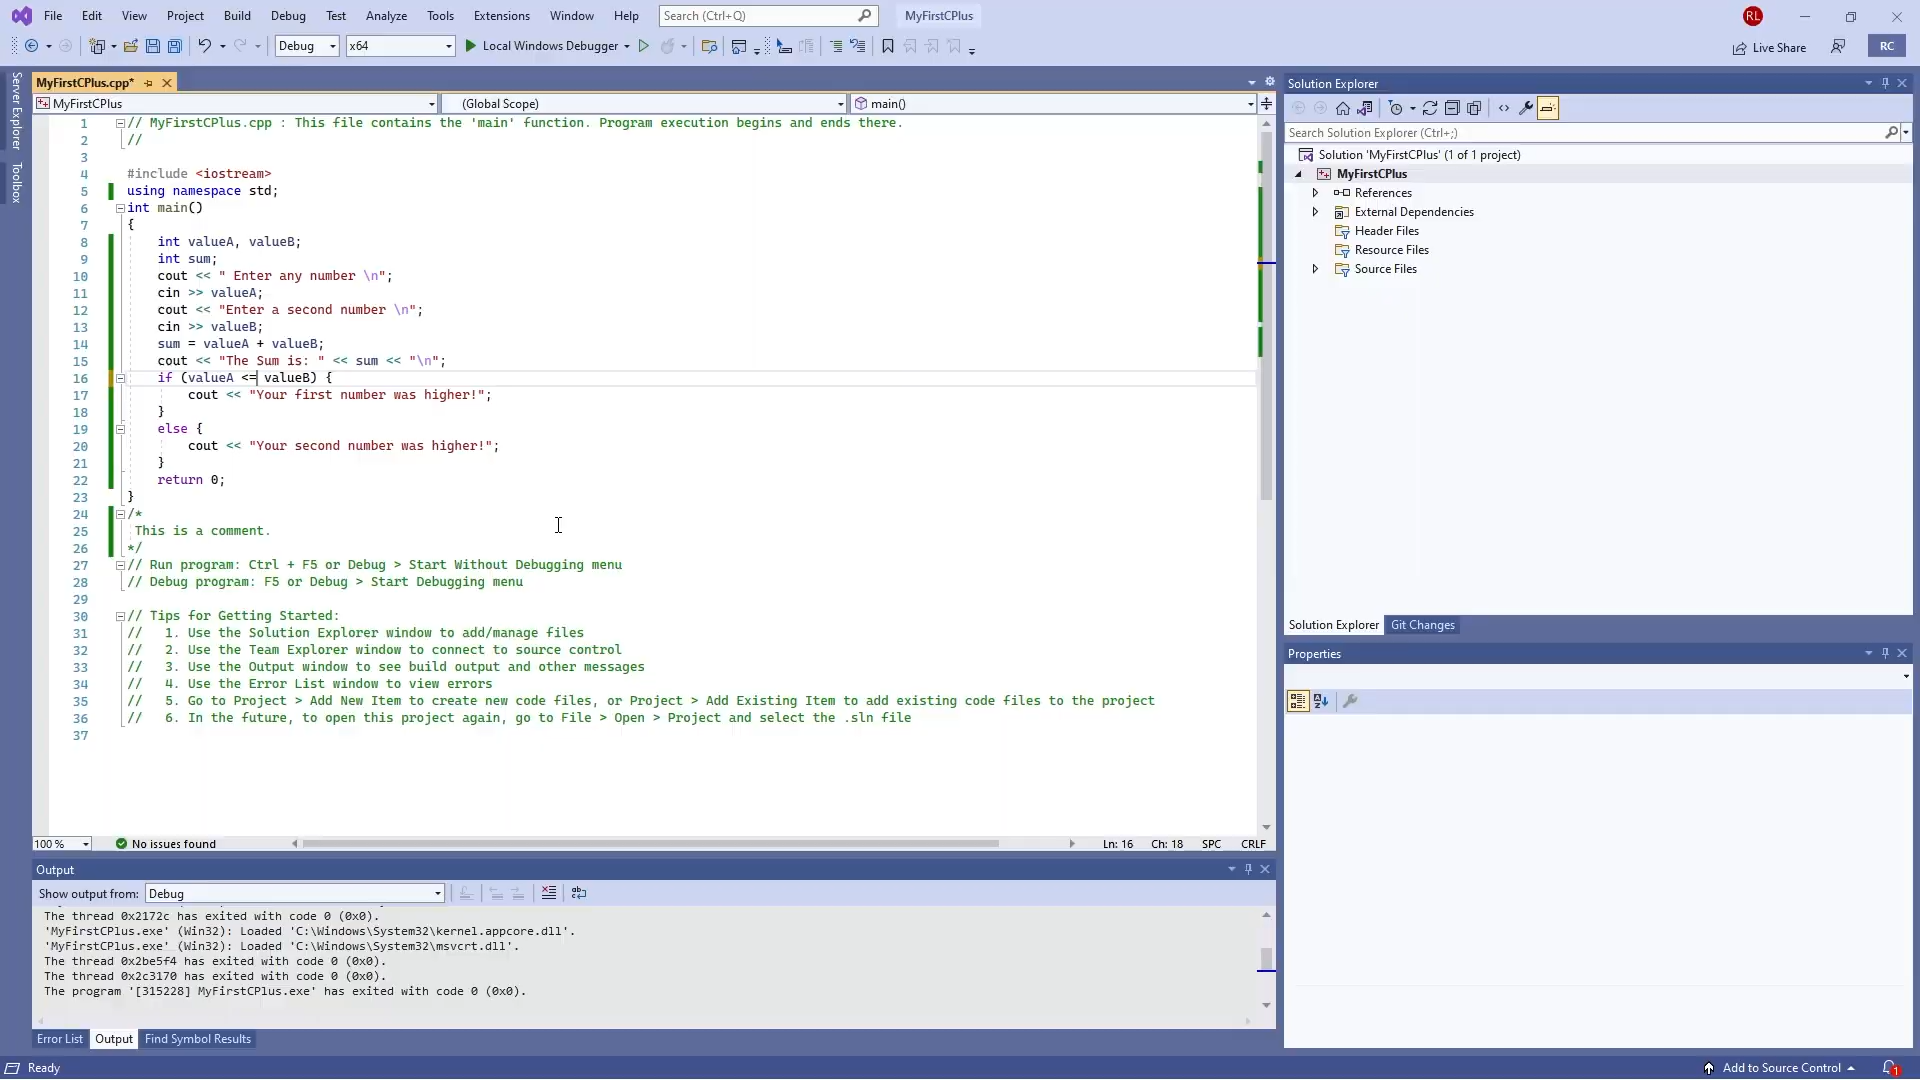 File Edit View Project Build Debug Test Analyze Tools Extensions Window Help Search (Ctrl+Q) MyFirstCPlus RL
Debug x64 Local Windows Debugger Live Share RC
Server Explorer
Toolbox
MyFirstCPlus.cpp*
MyFirstCPlus (Global Scope) main()
1 // MyFirstCPlus.cpp : This file contains the 'main' function. Program execution begins and ends there.
2 //
3
4 #include <iostream>
5 using namespace std;
6 int main()
7 {
8 int valueA, valueB;
9 int sum;
10 cout << " Enter any number \n";
11 cin >> valueA;
12 cout << "Enter a second number \n";
13 cin >> valueB;
14 sum = valueA + valueB;
15 cout << "The Sum is: " << sum << "\n";
16 if (valueA <= valueB) {
17 cout << "Your first number was higher!";
18 }
19 else {
20 cout << "Your second number was higher!";
21 }
22 return 0;
23 }
24 /*
25 This is a comment.
26 */
27 // Run program: Ctrl + F5 or Debug > Start Without Debugging menu
28 // Debug program: F5 or Debug > Start Debugging menu
29
30 // Tips for Getting Started:
31 // 1. Use the Solution Explorer window to add/manage files
32 // 2. Use the Team Explorer window to connect to source control
33 // 3. Use the Output window to see build output and other messages
34 // 4. Use the Error List window to view errors
35 // 5. Go to Project > Add New Item to create new code files, or Project > Add Existing Item to add existing code files to the project
36 // 6. In the future, to open this project again, go to File > Open > Project and select the .sln file
37
100 % No issues found Ln: 16 Ch: 18 SPC CRLF
Output
Show output from: Debug
The thread 0x2172c has exited with code 0 (0x0).
'MyFirstCPlus.exe' (Win32): Loaded 'C:\Windows\System32\kernel.appcore.dll'.
'MyFirstCPlus.exe' (Win32): Loaded 'C:\Windows\System32\msvcrt.dll'.
The thread 0x2be5f4 has exited with code 0 (0x0).
The thread 0x2c3170 has exited with code 0 (0x0).
The program '[315228] MyFirstCPlus.exe' has exited with code 0 (0x0).
Error List Output Find Symbol Results
Solution Explorer
Search Solution Explorer (Ctrl+;)
Solution 'MyFirstCPlus' (1 of 1 project)
MyFirstCPlus
References
External Dependencies
Header Files
Resource Files
Source Files
Solution Explorer Git Changes
Properties
Ready Add to Source Control 1